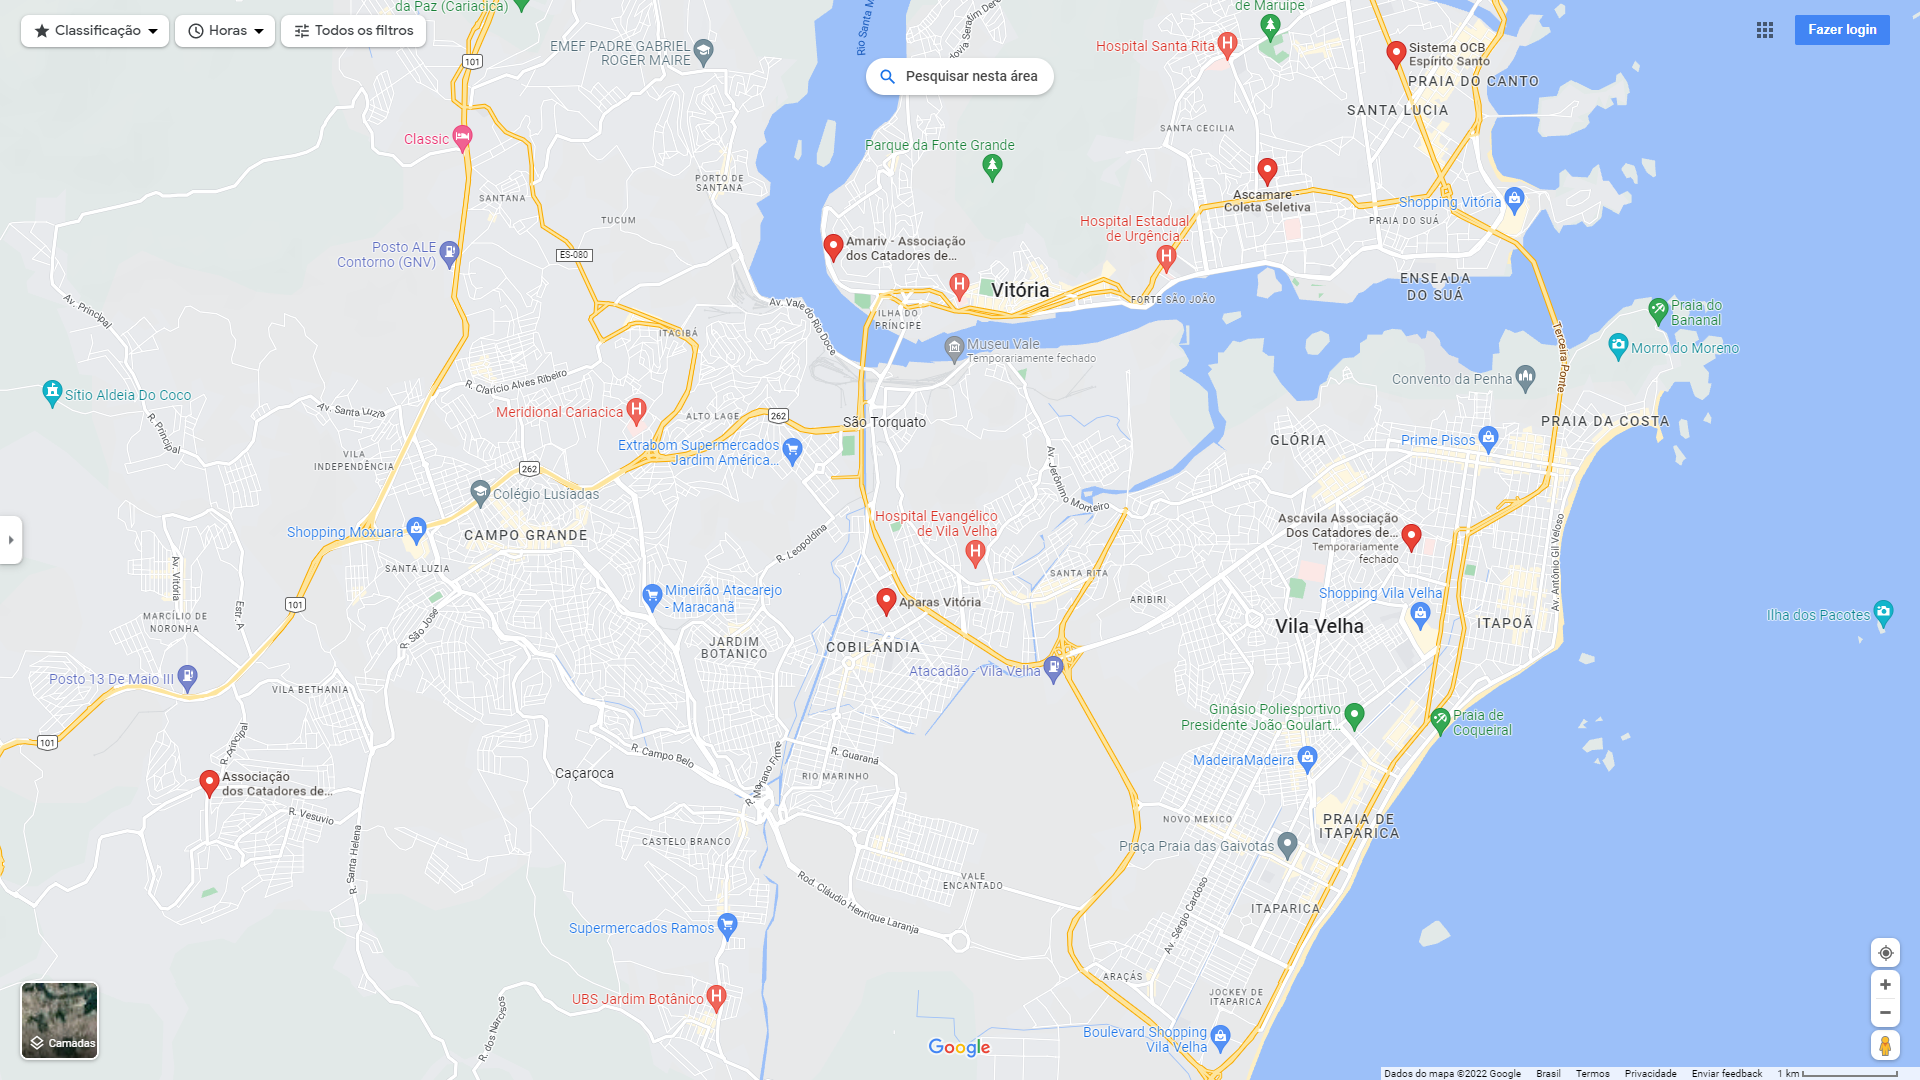 da Paz (Cariacica)
de Maruípe
Classificação
Horas
Todos os filtros
Fazer login
Pesquisar nesta área
Rio Santa M
EMEF PADRE GABRIEL
ROGER MAIRE
Hospital Santa Rita
Sistema OCB
Espírito Santo
PRAIA DO CANTO
SANTA LUCIA
101
Classic
SANTA CECILIA
Parque da Fonte Grande
PORTO DE
SANTANA
SANTANA
TUCUM
Ascamare -
Coleta Seletiva
Shopping Vitória
PRAIA DO SUÁ
Hospital Estadual
de Urgência...
Posto ALE
Contorno (GNV)
ES-080
Amariv - Associação
dos Catadores de...
Vitória
FORTE SÃO JOÃO
ENSEADA
DO SUÁ
Av. Principal
Av. Vale do Rio Doce
ILHA DO
PRÍNCIPE
ITACIBÁ
Museu Vale
Temporariamente fechado
Terceira Ponte
Praia do
Bananal
Morro do Moreno
Convento da Penha
Sítio Aldeia Do Coco
R. Clarício Alves Ribeiro
Av. Santa Luzia
R. Principal
Meridional Cariacica
ALTO LAGE
262
São Torquato
PRAIA DA COSTA
GLÓRIA
Prime Pisos
Extrabom Supermercados
Jardim América...
VILA
INDEPENDÊNCIA
262
Colégio Lusíadas
Av. Jerônimo Monteiro
Shopping Moxuara
CAMPO GRANDE
R. Leopoldina
Hospital Evangélico
de Vila Velha
Ascavila Associação
Dos Catadores de...
Temporariamente
fechado
Av. Antônio Gil Veloso
SANTA LUZIA
SANTA RITA
Av. Vitória
Mineirão Atacarejo
- Maracanã
Aparas Vitória
ARIBIRI
Shopping Vila Velha
101
MARCÍLIO DE
NORONHA
Estr. A
R. São José
Vila Velha
ITAPOÃ
Ilha dos Pacotes
JARDIM
BOTANICO
COBILÂNDIA
Atacadão - Vila Velha
Posto 13 De Maio III
VILA BETHANIA
Ginásio Poliesportivo
Presidente João Goulart...
Praia de
Coqueiral
101
R. Principal
R. Campo Belo
R. Guaraná
MadeiraMadeira
Caçaroca
RIO MARINHO
Associação
dos Catadores de...
R. Vesuvio
NOVO MEXICO
PRAIA DE
ITAPARICA
CASTELO BRANCO
Praça Praia das Gaivotas
R. Santa Helena
Rod. Cláudio Henrique Laranja
VALE
ENCANTADO
Av. Sérgio Cardoso
ITAPARICA
Supermercados Ramos
ARAÇÁS
JOCKEY DE
ITAPARICA
UBS Jardim Botânico
R. dos Narcisos
Boulevard Shopping
Vila Velha
Camadas
Google
Dados do mapa ©2022 Google Brasil Termos Privacidade Enviar feedback 1 km